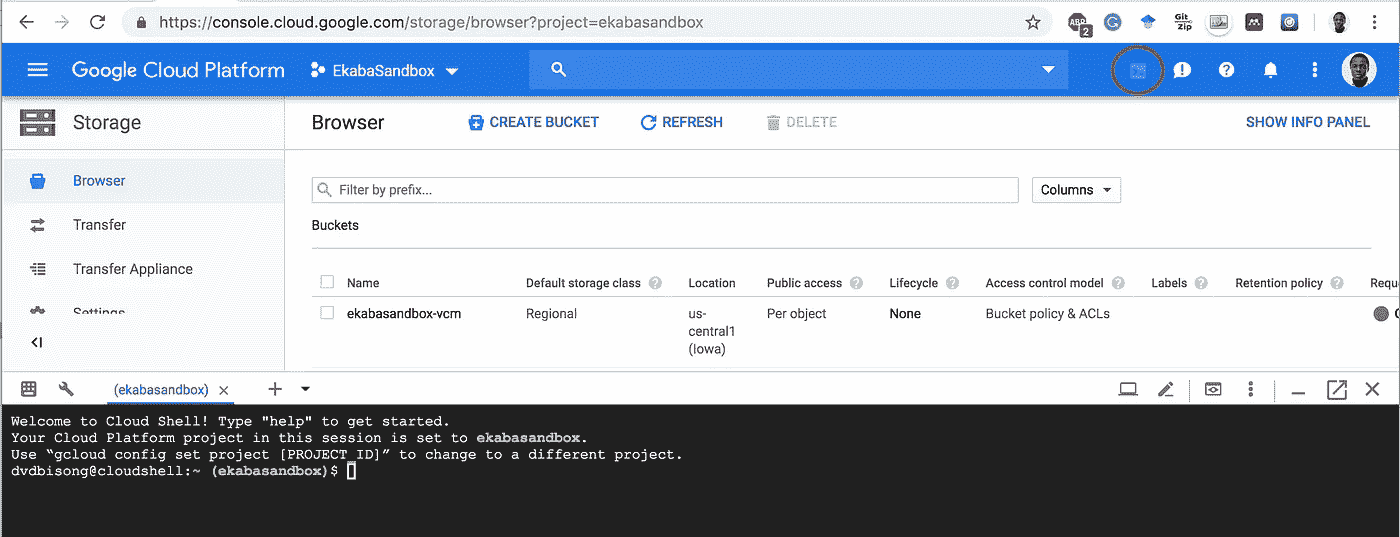 https://console.cloud.google.com/storage/browser?project=ekabasandbox
ABP
2
G
Git
Zip
Google Cloud Platform
EkabaSandbox
Storage
Browser
CREATE BUCKET
REFRESH
DELETE
SHOW INFO PANEL
Browser
Transfer
Transfer Appliance
Settings
Filter by prefix...
Columns
Buckets
Name Default storage class Location Public access Lifecycle Access control model Labels Retention policy Requ
ekabasandbox-vcm Regional us-central1 (Iowa) Per object None Bucket policy & ACLs
(ekabasandbox)
Welcome to Cloud Shell! Type "help" to get started.
Your Cloud Platform project in this session is set to ekabasandbox.
Use “gcloud config set project [PROJECT_ID]” to change to a different project.
dvdbisong@cloudshell:~ (ekabasandbox)$